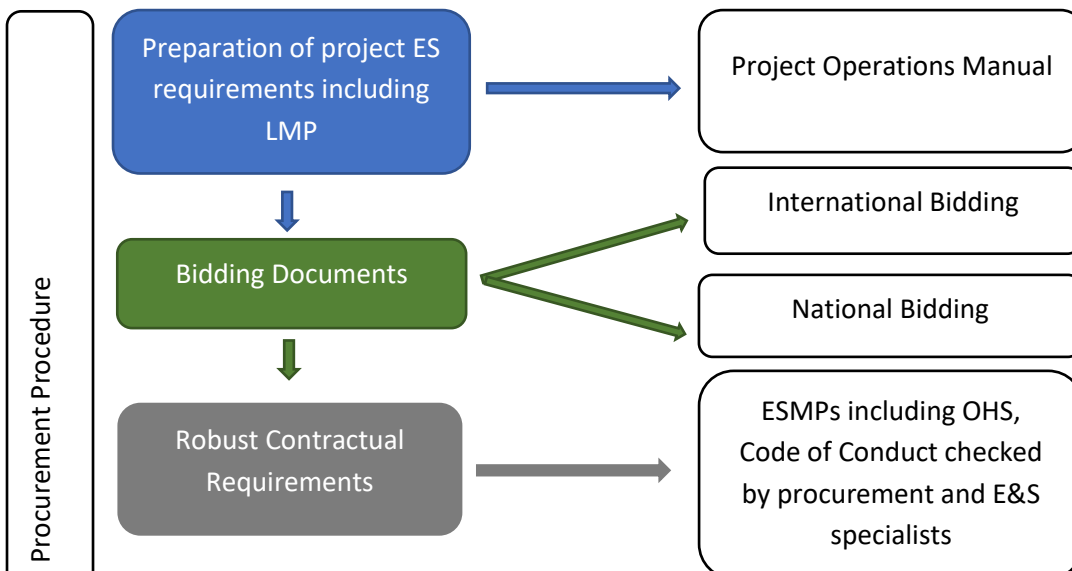 Procurement Procedure
Preparation of project ES
requirements including
LMP
Project Operations Manual
Bidding Documents
International Bidding
National Bidding
Robust Contractual
Requirements
ESMPs including OHS,
Code of Conduct checked
by procurement and E&S
specialists